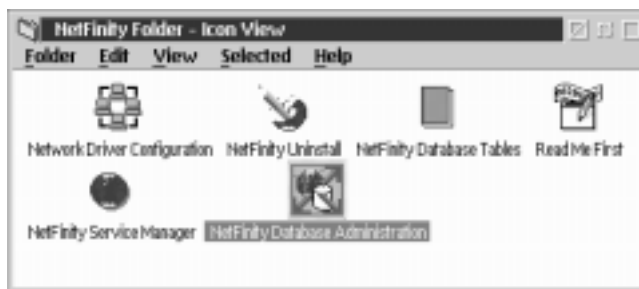 NetFinity Folder - Icon View
Folder Edit View Selected Help
Network Driver Configuration NetFinity Uninstall NetFinity Database Tables Read Me First
NetFinity Service Manager NetFinity Database Administration